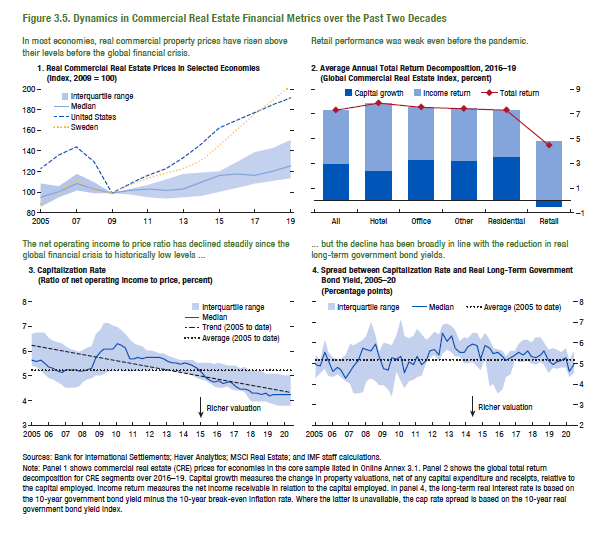 Figure 3.5. Dynamics in Commercial Real Estate Financial Metrics over the Past Two Decades
In most economies, real commercial property prices have risen above
their levels before the global financial crisis.
1. Real Commercial Real Estate Prices in Selected Economies
(Index, 2009 = 100)
Interquartile range
Median
United States
Sweden
200
180
160
140
120
100
80
2005 07 09 11 13 15 17 19
Retail performance was weak even before the pandemic.
2. Average Annual Total Return Decomposition, 2016–19
(Global Commercial Real Estate Index, percent)
Capital growth Income return Total return
9
7
5
3
1
–1
All Hotel Office Other Residential Retail
The net operating income to price ratio has declined steadily since the
global financial crisis to historically low levels ...
3. Capitalization Rate
(Ratio of net operating income to price, percent)
Interquartile range
Median
Trend (2005 to date)
Average (2005 to date)
8
7
6
5
4
3
Richer valuation
2005 06 07 08 09 10 11 12 13 14 15 16 17 18 19 20
... but the decline has been broadly in line with the reduction in real
long-term government bond yields.
4. Spread between Capitalization Rate and Real Long-Term Government
Bond Yield, 2005–20
(Percentage points)
Interquartile range Median Average (2005 to date)
8
7
6
5
4
3
2
Richer valuation
2005 06 07 08 09 10 11 12 13 14 15 16 17 18 19 20
Sources: Bank for International Settlements; Haver Analytics; MSCI Real Estate; and IMF staff calculations.
Note: Panel 1 shows commercial real estate (CRE) prices for economies in the core sample listed in Online Annex 3.1. Panel 2 shows the global total return
decomposition for CRE segments over 2016–19. Capital growth measures the change in property valuations, net of any capital expenditure and receipts, relative to
the capital employed. Income return measures the net income receivable in relation to the capital employed. In panel 4, the long-term real interest rate is based on
the 10-year government bond yield minus the 10-year break-even inflation rate. Where the latter is unavailable, the cap rate spread is based on the 10-year real
government bond yield index.